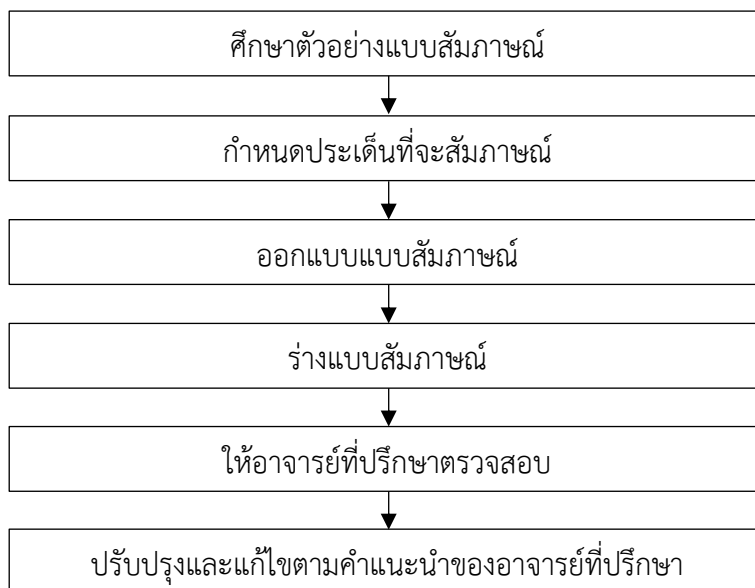 ศึกษาตัวอย่างแบบสัมภาษณ์
กำหนดประเด็นที่จะสัมภาษณ์
ออกแบบแบบสัมภาษณ์
ร่างแบบสัมภาษณ์
ให้อาจารย์ที่ปรึกษาตรวจสอบ
ปรับปรุงและแก้ไขตามคำแนะนำของอาจารย์ที่ปรึกษา